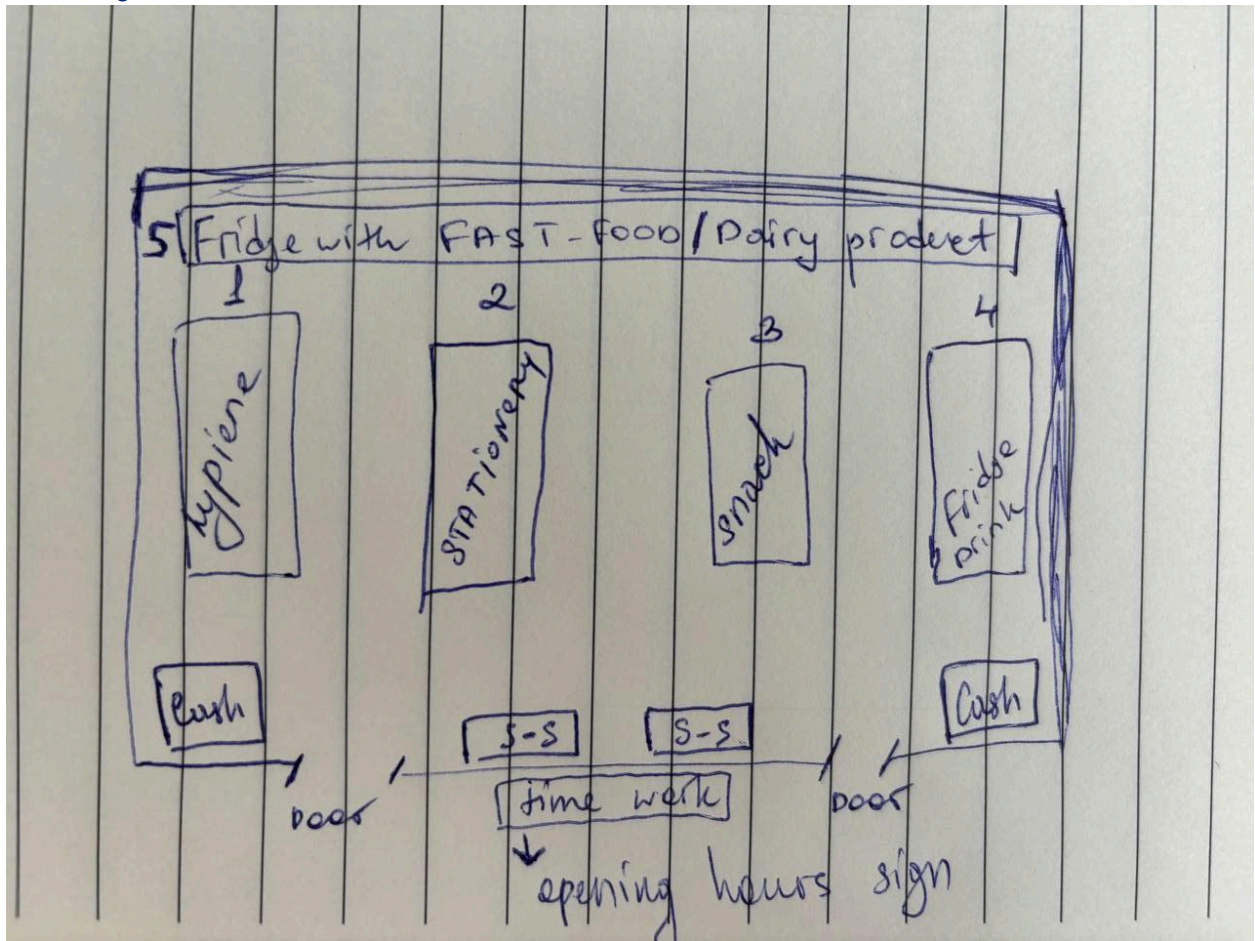 5 Fridge with FAST-FOOD/Dairy product
1
2
3
4
hypiene
STATIONERY
snack
Fridge
Drink
Cash
S-S
S-S
Cash
Door
time work
Door
opening hours sign